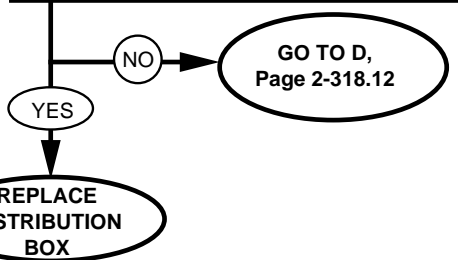 NO
GO TO D,
Page 2-318.12
YES
REPLACE
STRIBUTION
BOX